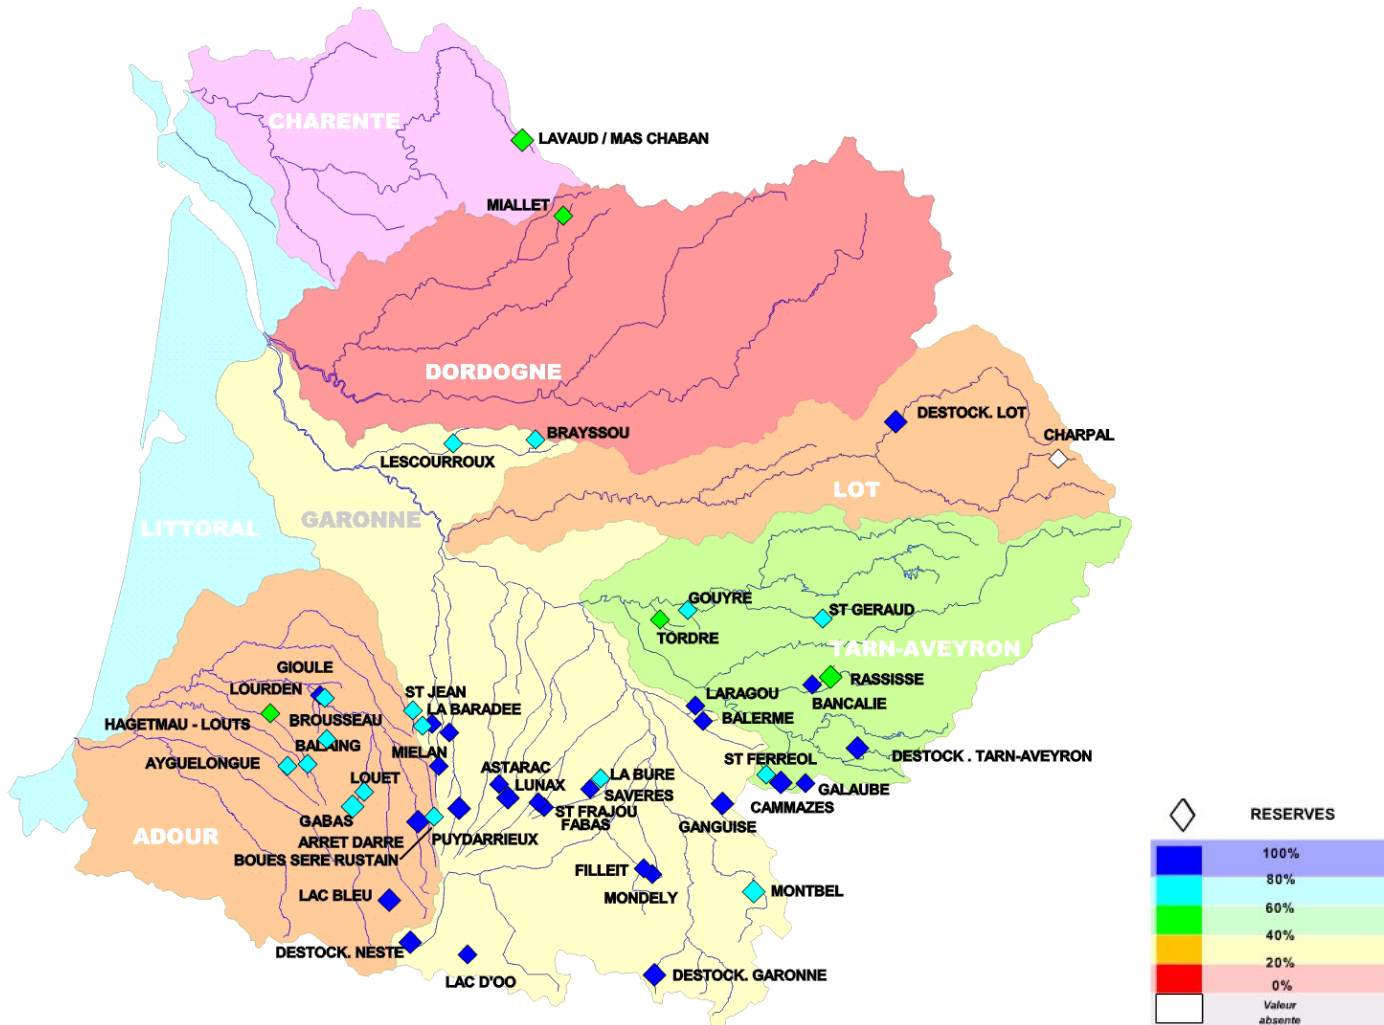 CHARENTE
LAVAUD / MAS CHABAN
MIALLET
DORDOGNE
DESTOCK. LOT
BRAYSSOU
CHARPAL
LESCOURROUX
LOT
GARONNE
LITTORAL
GOUYRE
ST GERAUD
TORDRE
TARN-AVEYRON
GIOULE
RASSISSE
LOURDEN
ST JEAN
LARAGOU
BANCALIE
LA BARADEE
HAGETMAU - LOUTS
BROUSSEAU
BALERME
BALAING
MIELAN
DESTOCK . TARN-AVEYRON
AYGUELONGUE
ST FERREOL
ASTARAC
LOUET
LA BURE
LUNAX
GALAUBE
SAVERES
CAMMAZES
ST FRAJOU
GABAS
FABAS
GANGUISE
ADOUR
PUYDARRIEUX
ARRET DARRE
BOUES SERE RUSTAIN
FILLEIT
MONTBEL
LAC BLEU
MONDELY
DESTOCK. NESTE
DESTOCK. GARONNE
LAC D'OO
RESERVES
100%
80%
60%
40%
20%
0%
Valeur
absente